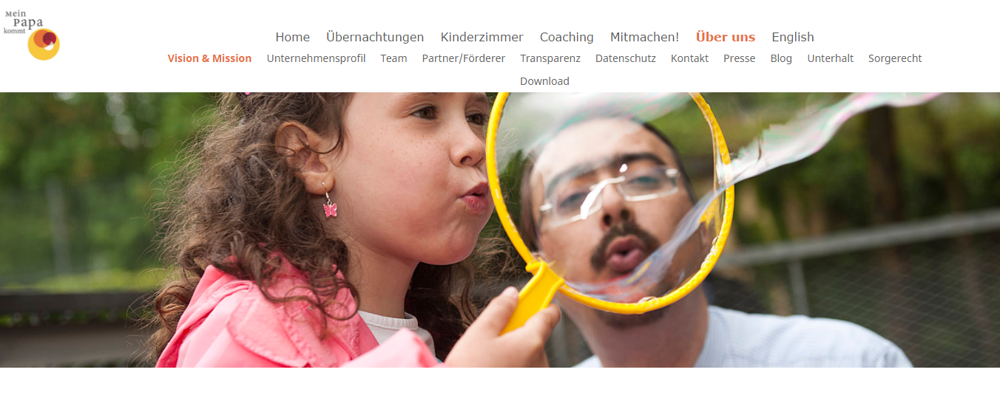 Mein
Papa
kommt
Home Übernachtungen Kinderzimmer Coaching Mitmachen! Über uns English
Vision & Mission Unternehmensprofil Team Partner/Förderer Transparenz Datenschutz Kontakt Presse Blog Unterhalt Sorgerecht
Download